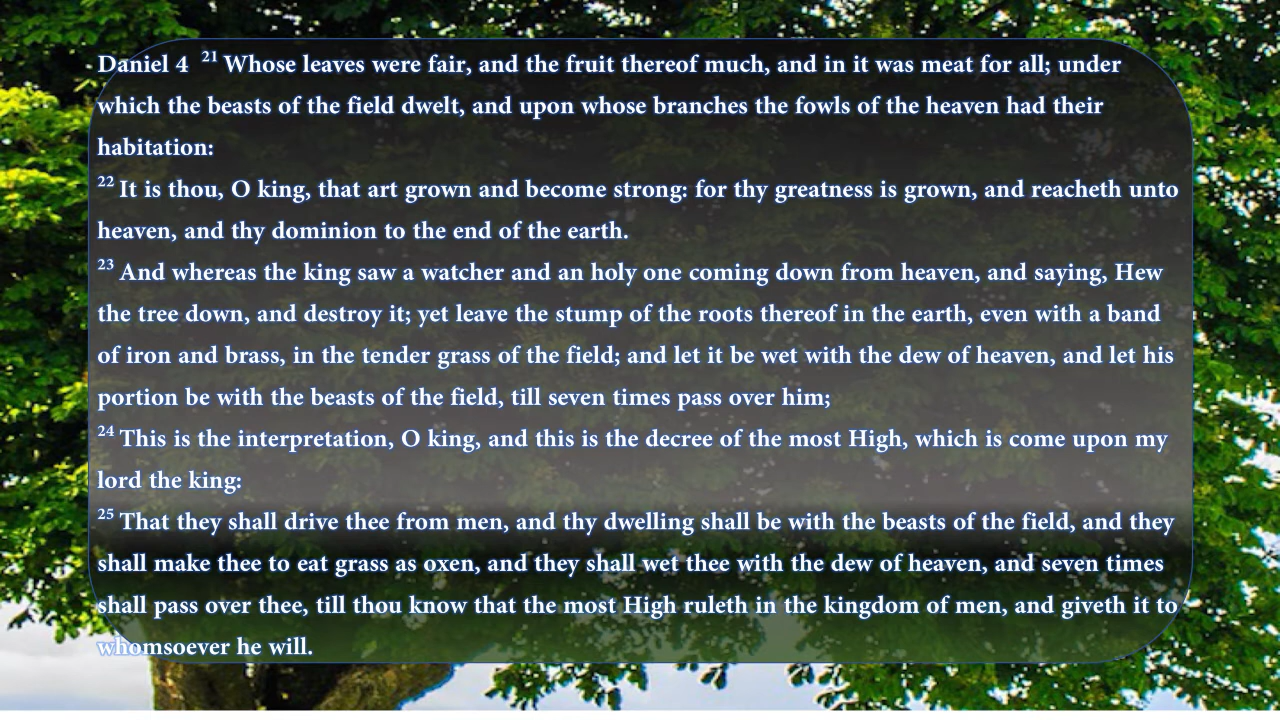 Daniel 4 21 Whose leaves were fair, and the fruit thereof much, and in it was meat for all; under
which the beasts of the field dwelt, and upon whose branches the fowls of the heaven had their
habitation:
22 It is thou, O king, that art grown and become strong: for thy greatness is grown, and reacheth unto
heaven, and thy dominion to the end of the earth.
23 And whereas the king saw a watcher and an holy one coming down from heaven, and saying, Hew
the tree down, and destroy it; yet leave the stump of the roots thereof in the earth, even with a band
of iron and brass, in the tender grass of the field; and let it be wet with the dew of heaven, and let his
portion be with the beasts of the field, till seven times pass over him;
24 This is the interpretation, O king, and this is the decree of the most High, which is come upon my
lord the king:
25 That they shall drive thee from men, and thy dwelling shall be with the beasts of the field, and they
shall make thee to eat grass as oxen, and they shall wet thee with the dew of heaven, and seven times
shall pass over thee, till thou know that the most High ruleth in the kingdom of men, and giveth it to
whomsoever he will.